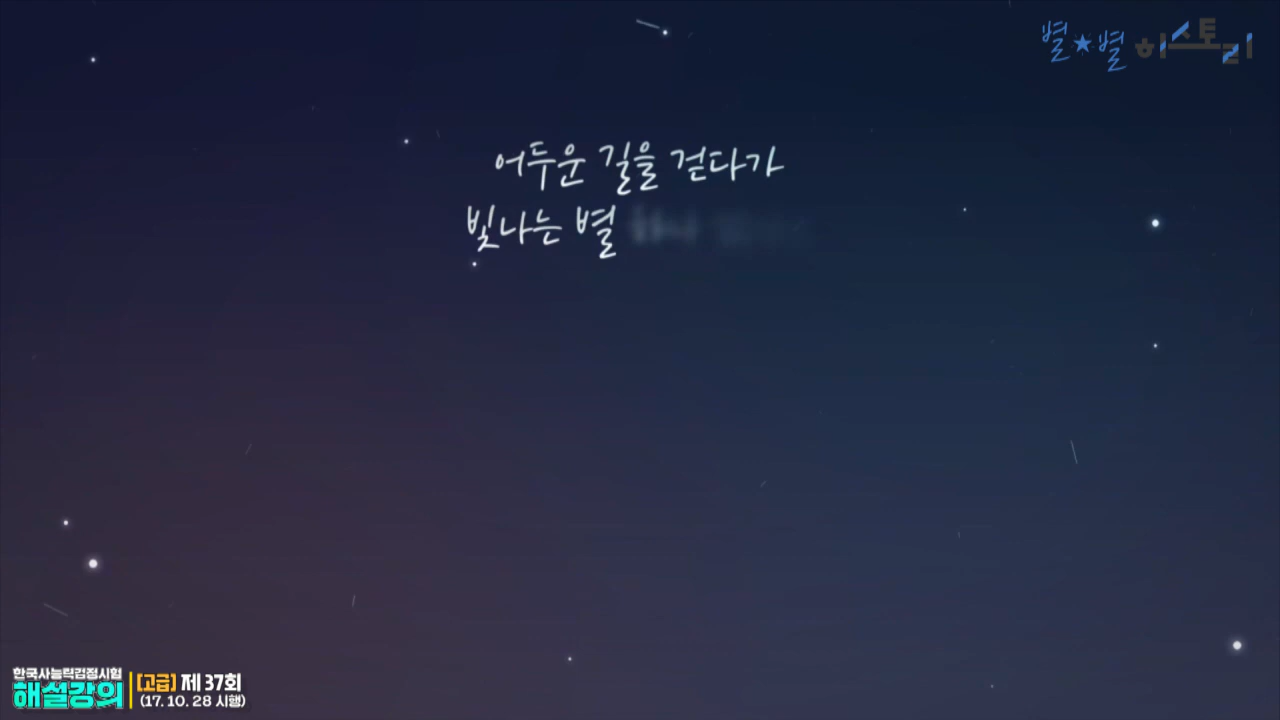 별★별 히스토리
어두운 길을 걷다가
빛나는 별
한국사능력검정시험
해설강의
[고급] 제 37회
(17. 10. 28 시행)